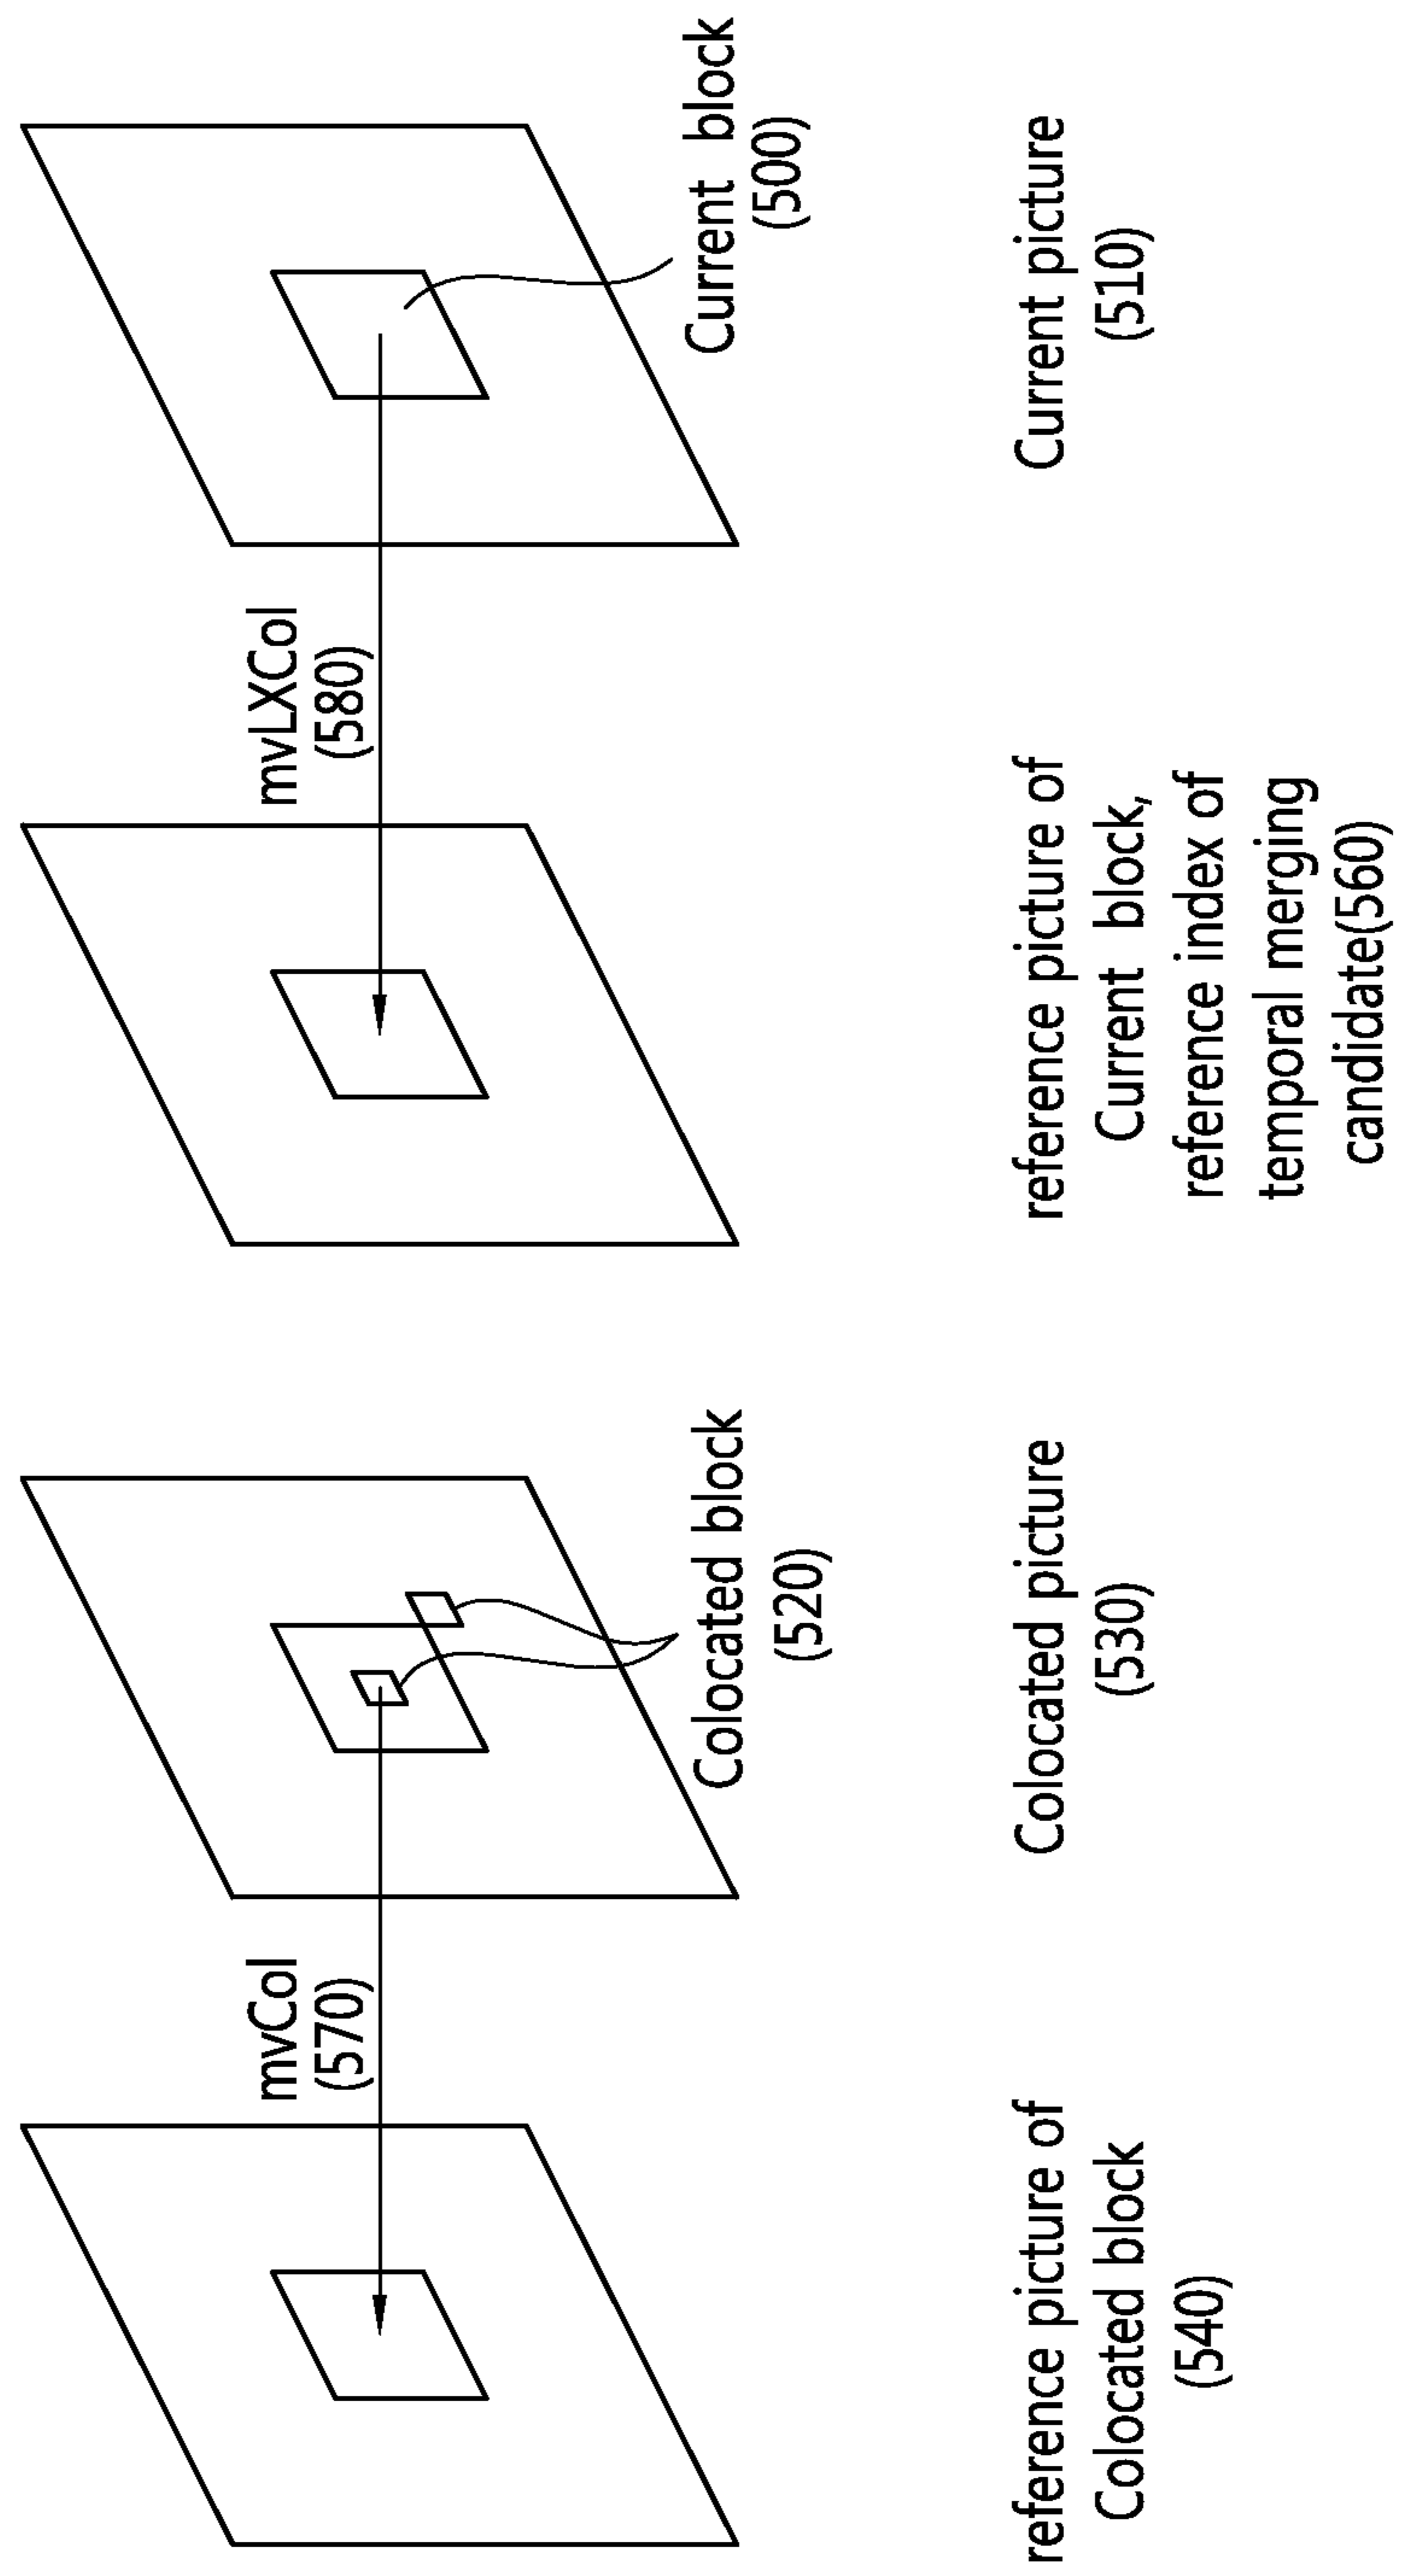 mvCol
(570)
mvLXCol
(580)
Colocated block
(520)
Current block
(500)
reference picture of
Colocated block
(540)
Colocated picture
(530)
reference picture of
Current block,
reference index of
temporal merging
candidate(560)
Current picture
(510)